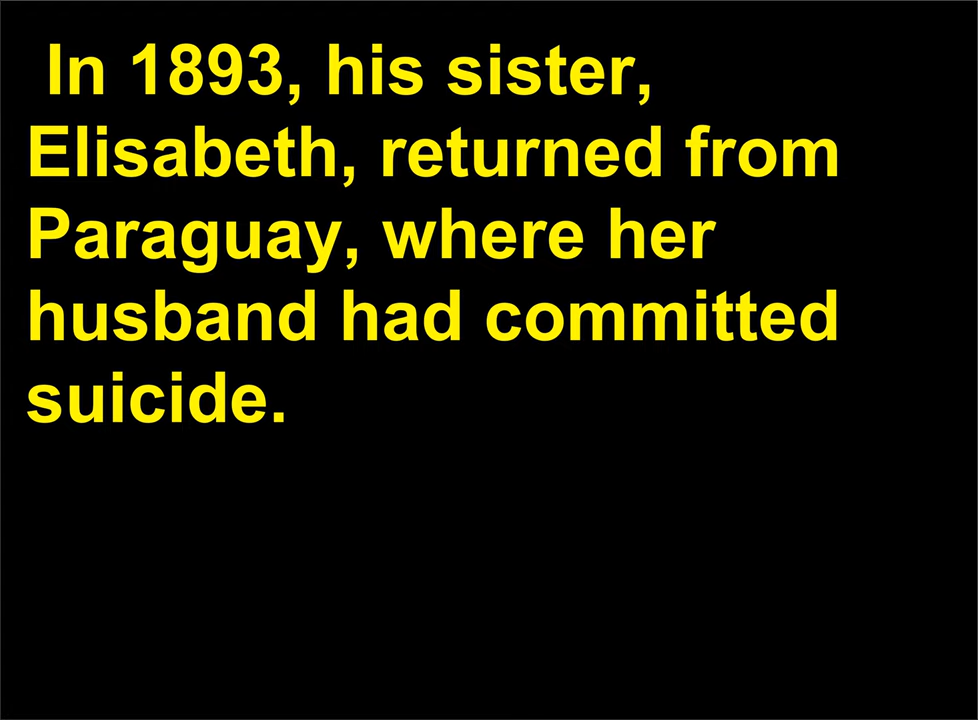 In 1893, his sister,
Elisabeth, returned from
Paraguay, where her
husband had committed
suicide.